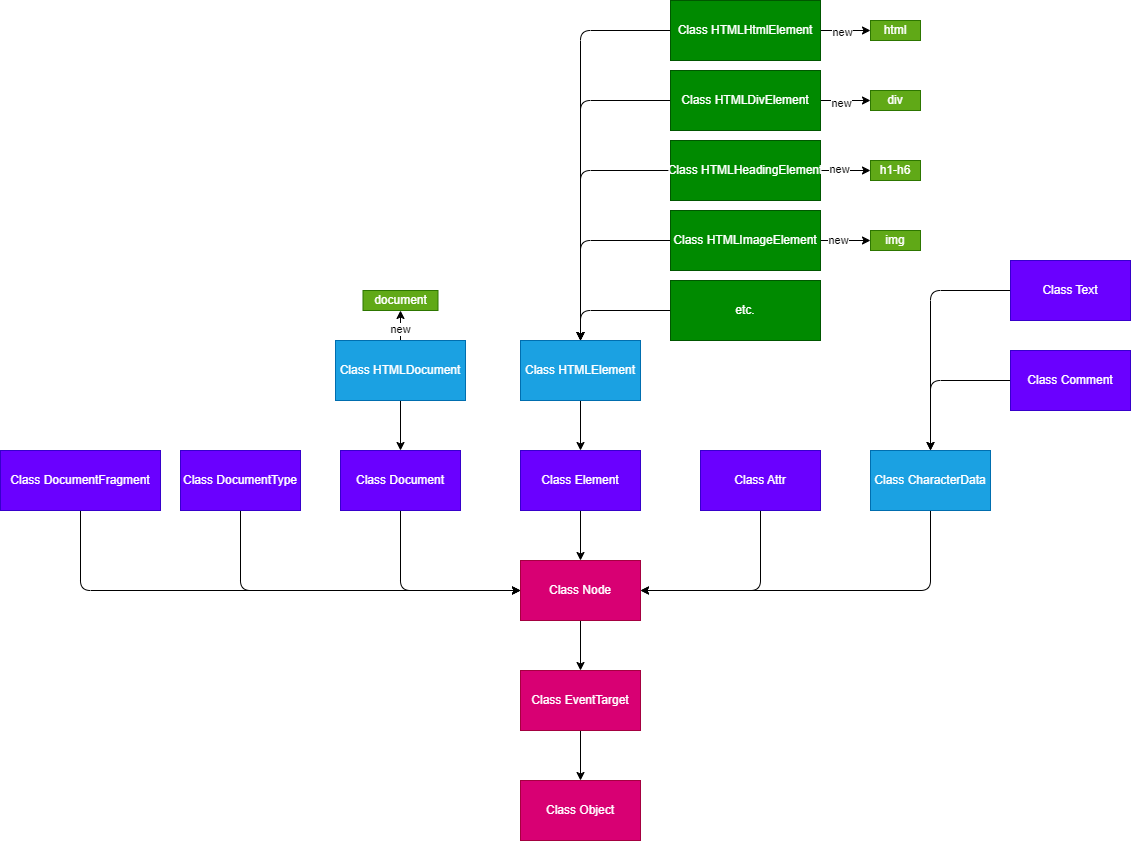 Class HTMLHtmlElement
new
html
Class HTMLDivElement
new
div
Class HTMLHeadingElement
new
h1-h6
Class HTMLImageElement
new
img
etc.
Class Text
document
new
Class HTMLDocument
Class HTMLElement
Class Comment
Class DocumentFragment
Class DocumentType
Class Document
Class Element
Class Attr
Class CharacterData
Class Node
Class EventTarget
Class Object